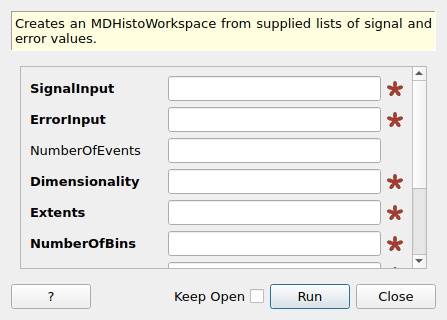 Creates an MDHistoWorkspace from supplied lists of signal and
error values.
SignalInput
ErrorInput
NumberOfEvents
Dimensionality
Extents
NumberOfBins
? Keep Open Run Close